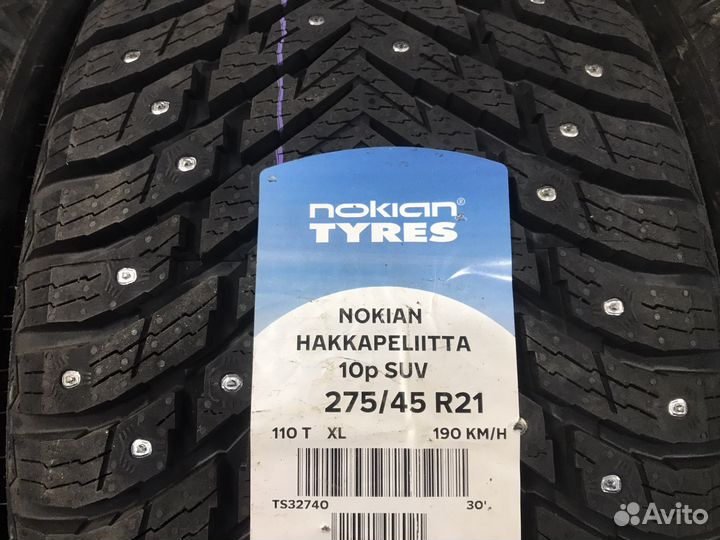 nokian®
TYRES
NOKIAN
HAKKAPELIITTA
10p SUV
275/45 R21
110 T XL 190 KM/H
TS32740 30'
Avito